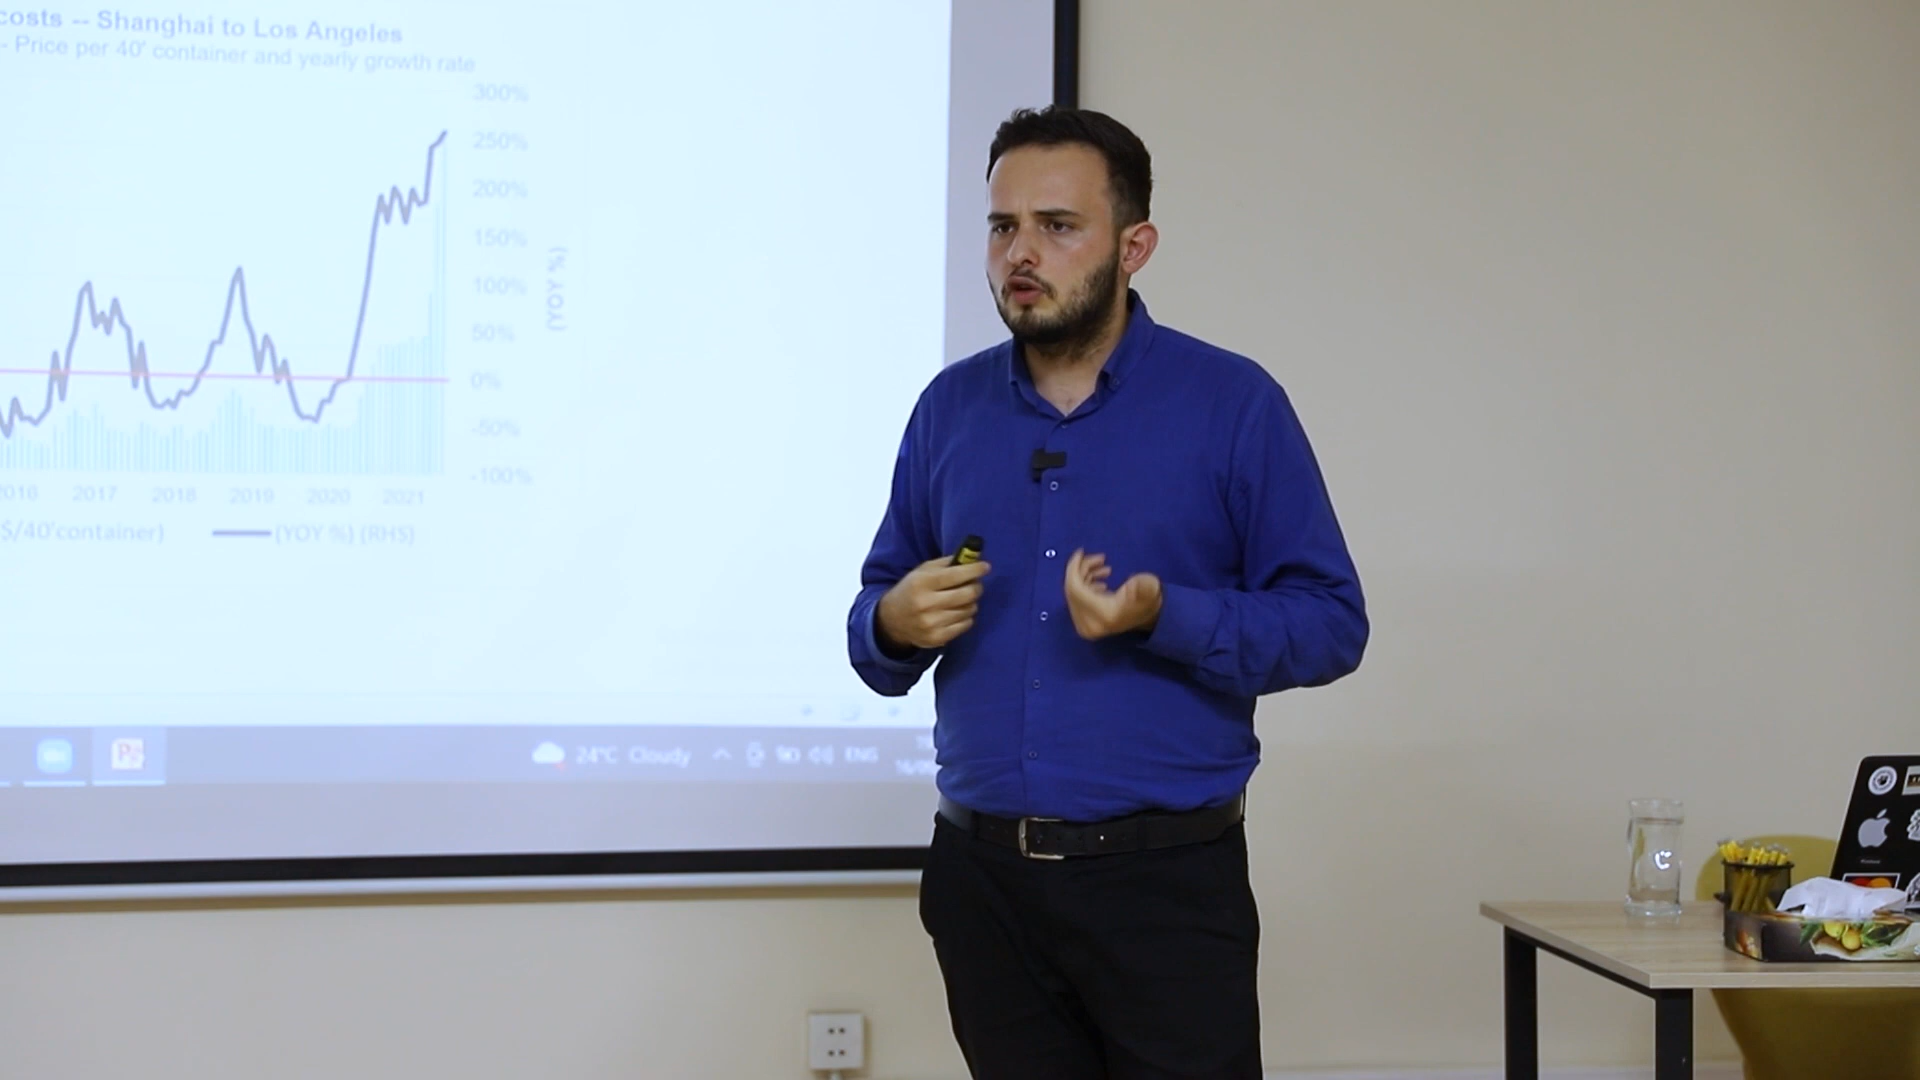 costs -- Shanghai to Los Angeles
- Price per 40' container and yearly growth rate
300%
250%
200%
150%
100%
50%
0%
-50%
-100%
(YOY %)
2016 2017 2018 2019 2020 2021
$/40'container) (YOY %) (RHS)
24°C Cloudy ENG